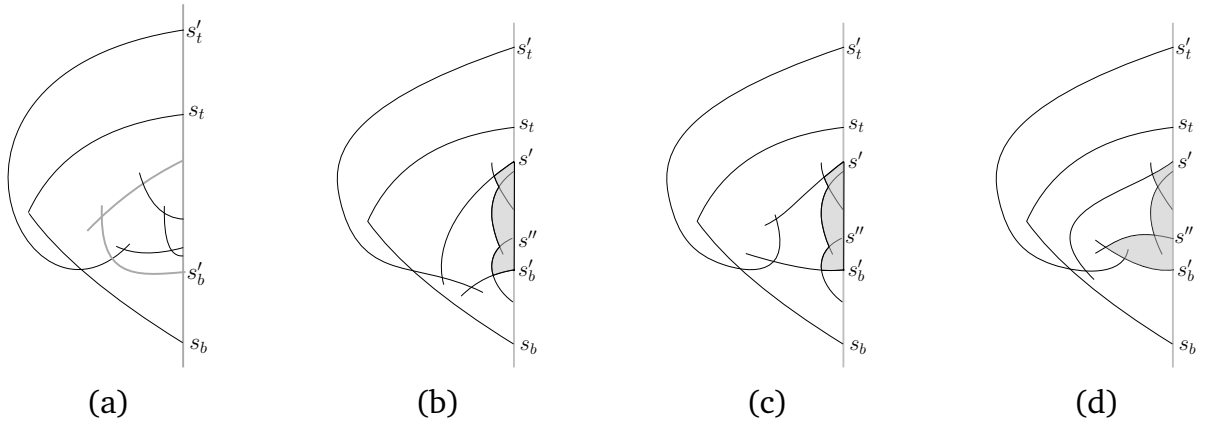 s′_t
s_t
s′_b
s_b
(a)
s′_t
s_t
s′
s″
s′_b
s_b
(b)
s′_t
s_t
s′
s″
s′_b
s_b
(c)
s′_t
s_t
s′
s″
s′_b
s_b
(d)